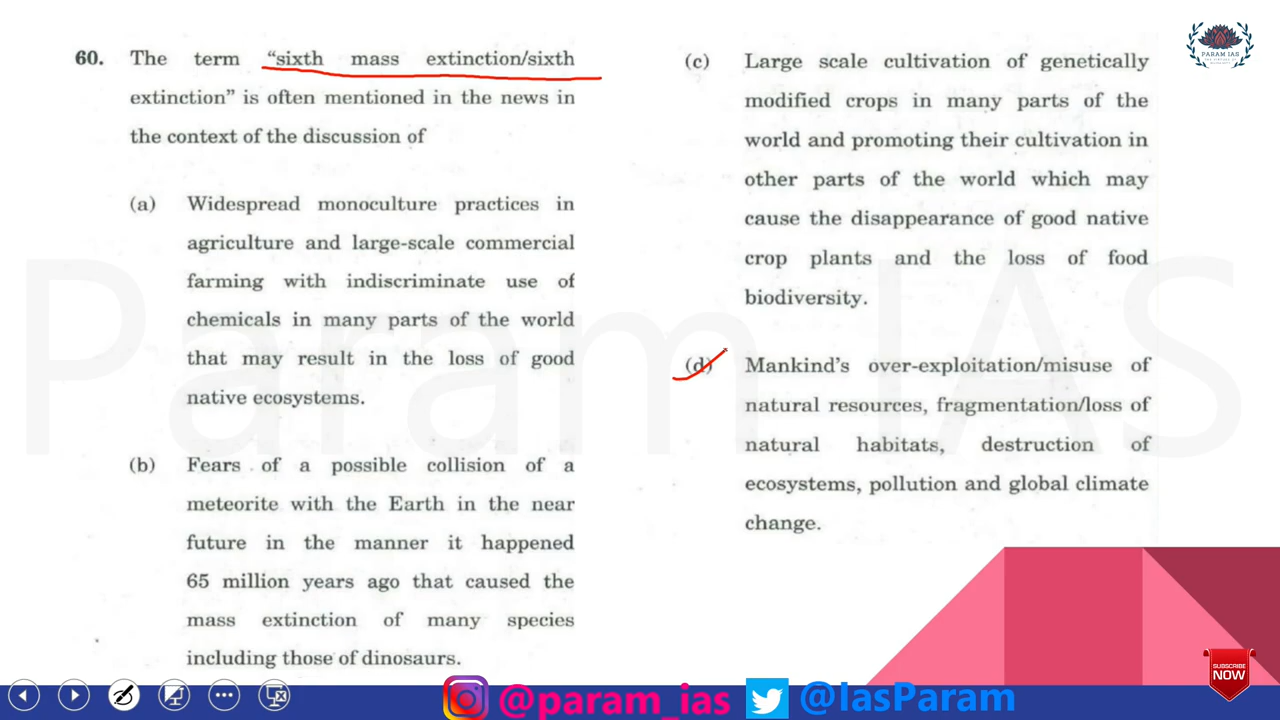 60. The term “sixth mass extinction/sixth
extinction” is often mentioned in the news in
the context of the discussion of
(a) Widespread monoculture practices in
agriculture and large-scale commercial
farming with indiscriminate use of
chemicals in many parts of the world
that may result in the loss of good
native ecosystems.
(b) Fears of a possible collision of a
meteorite with the Earth in the near
future in the manner it happened
65 million years ago that caused the
mass extinction of many species
including those of dinosaurs.
(c) Large scale cultivation of genetically
modified crops in many parts of the
world and promoting their cultivation in
other parts of the world which may
cause the disappearance of good native
crop plants and the loss of food
biodiversity.
(d) Mankind’s over-exploitation/misuse of
natural resources, fragmentation/loss of
natural habitats, destruction of
ecosystems, pollution and global climate
change.
Param IAS
PARAM IAS
SUBSCRIBE
NOW
@param_ias
@IasParam